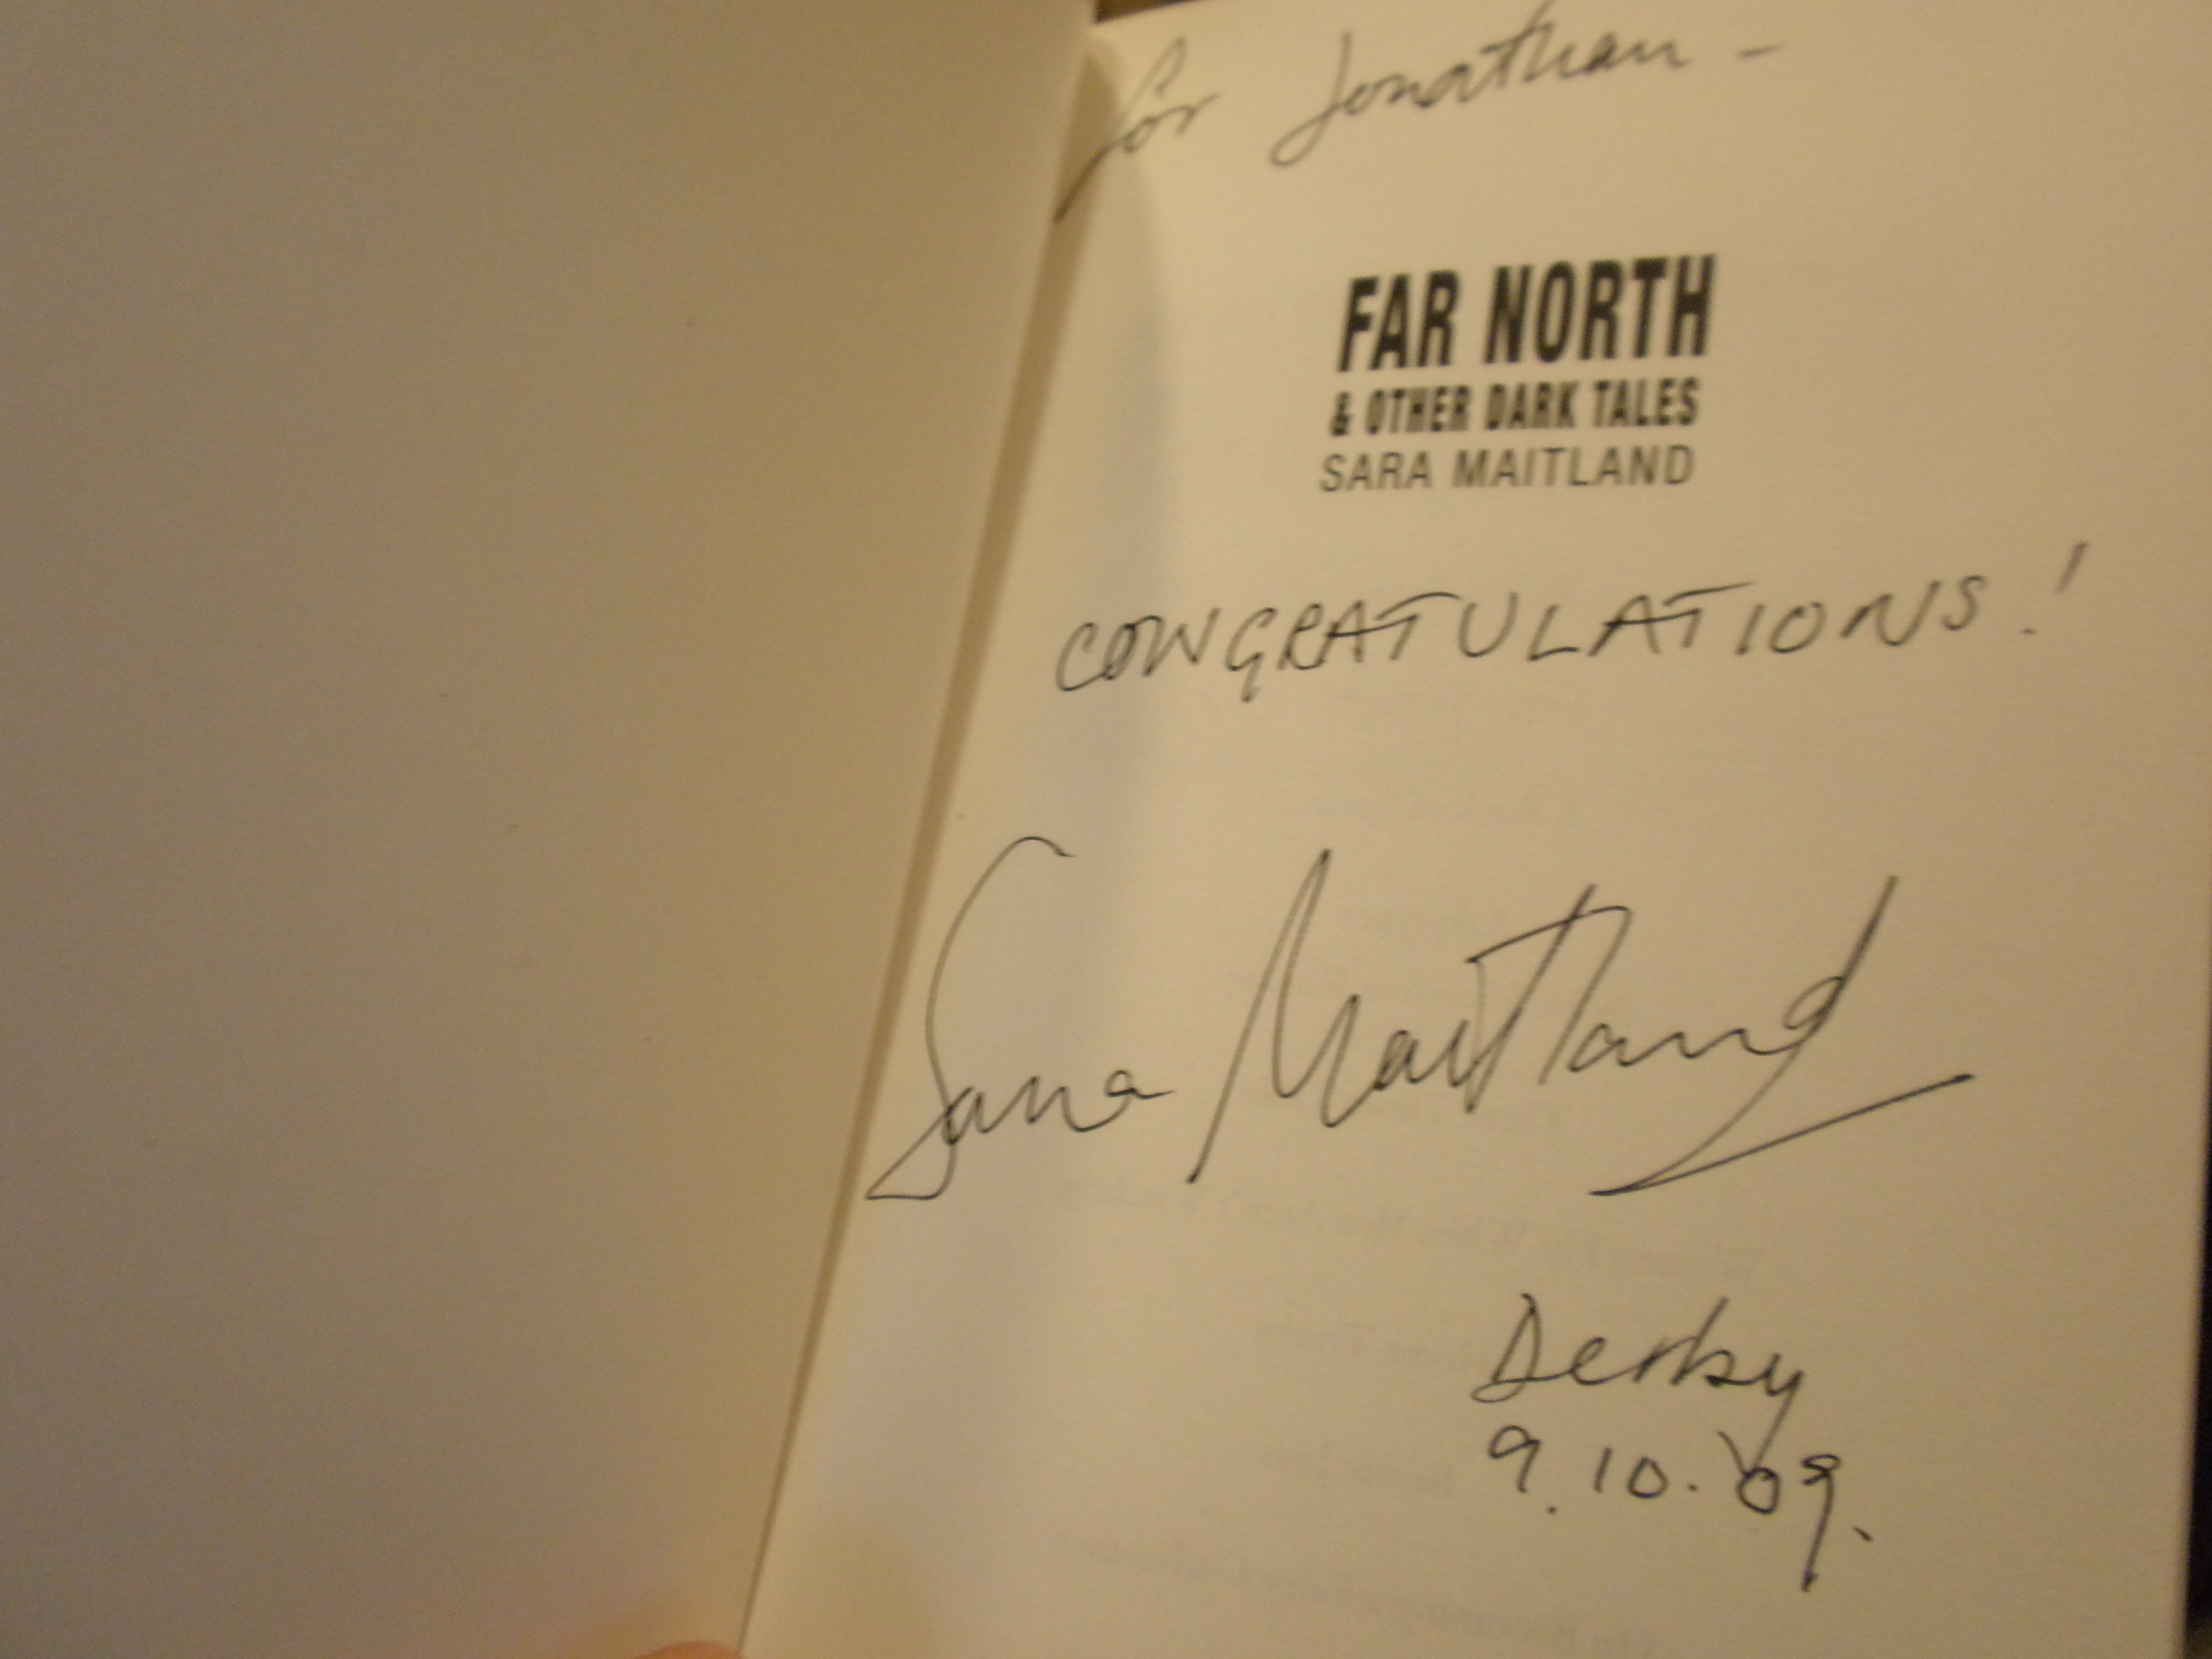 for Jonathan -
FAR NORTH
& OTHER DARK TALES
SARA MAITLAND
CONGRATULATIONS!
Sara Maitland
Derby
9.10.'09.